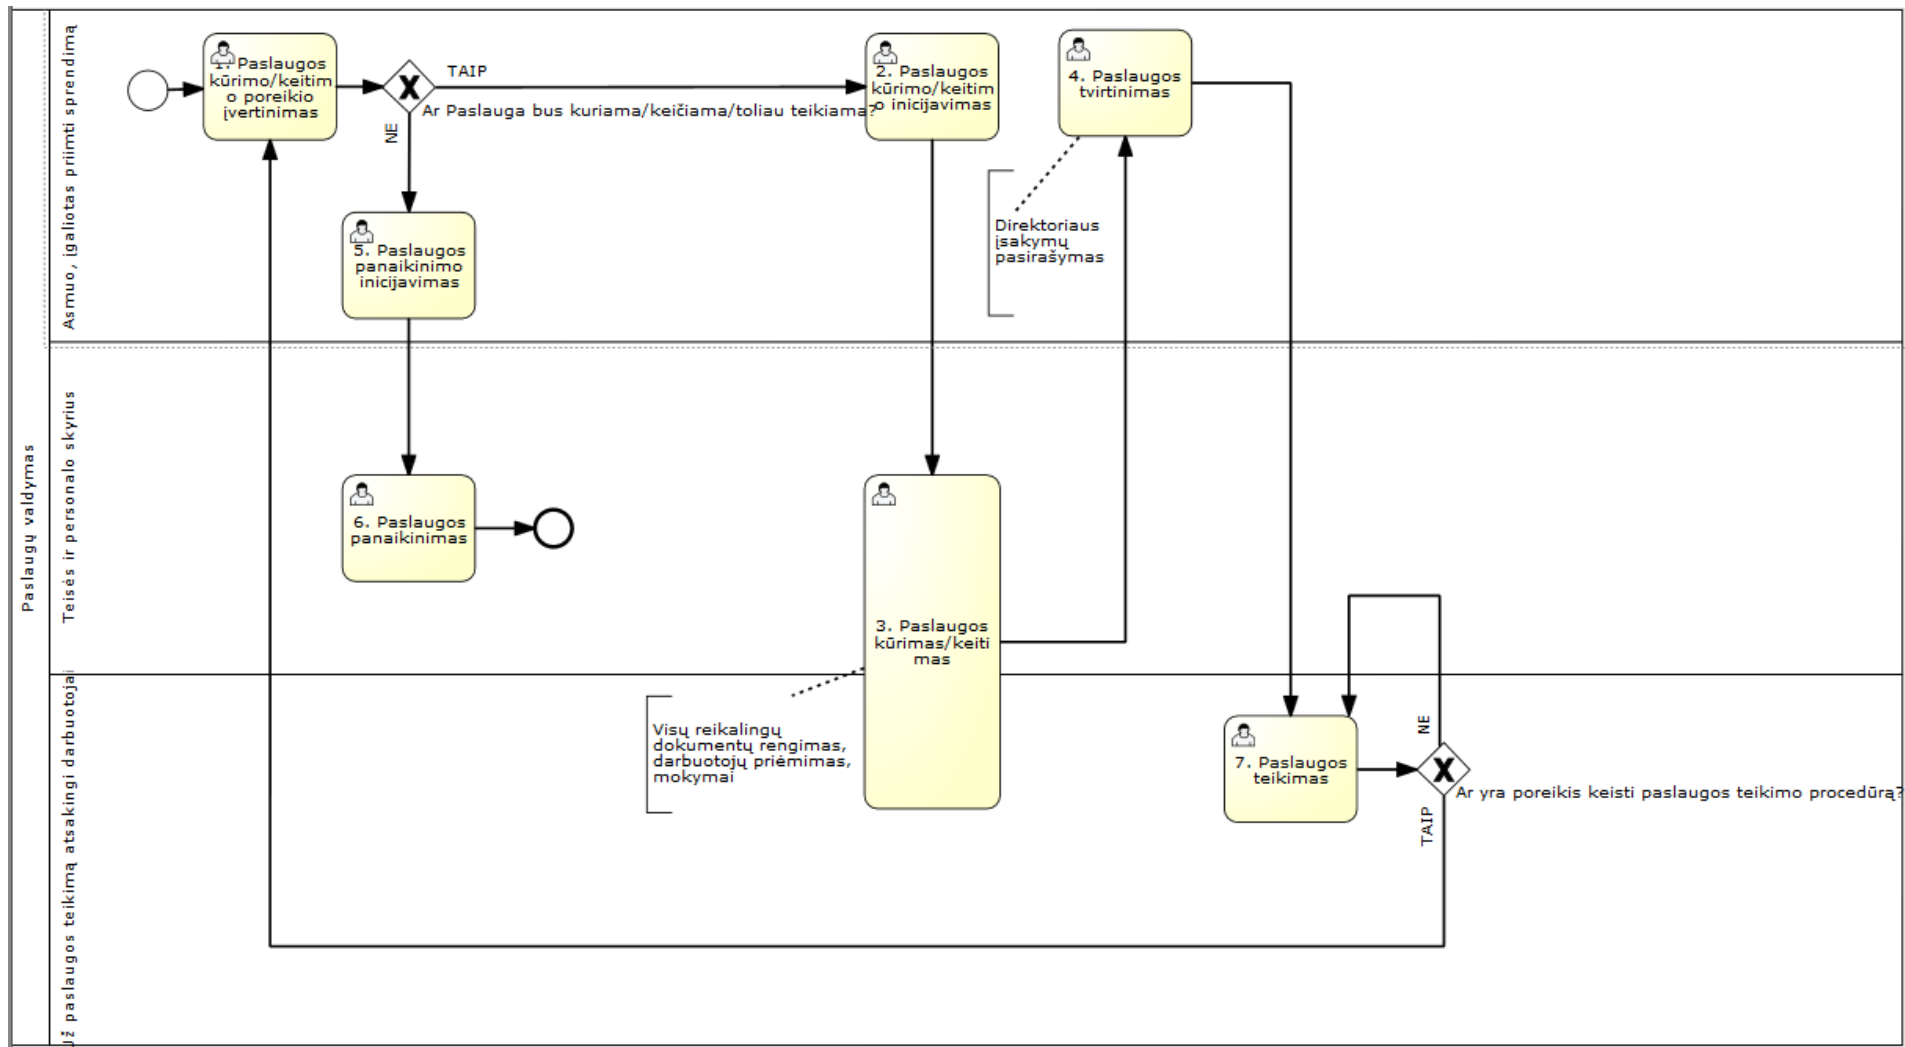 Paslaugų valdymas
Asmuo, įgaliotas priimti sprendimą
1. Paslaugos
kūrimo/keitim
o poreikio
įvertinimas
TAIP
Ar Paslauga bus kuriama/keičiama/toliau teikiama?
NE
2. Paslaugos
kūrimo/keitim
o inicijavimas
4. Paslaugos
tvirtinimas
Direktoriaus
įsakymų
pasirašymas
5. Paslaugos
panaikinimo
inicijavimas
Teisės ir personalo skyrius
6. Paslaugos
panaikinimas
3. Paslaugos
kūrimas/keiti
mas
Už paslaugos teikimą atsakingi darbuotojai
Visų reikalingų
dokumentų rengimas,
darbuotojų priėmimas,
mokymai
7. Paslaugos
teikimas
NE
Ar yra poreikis keisti paslaugos teikimo procedūrą?
TAIP